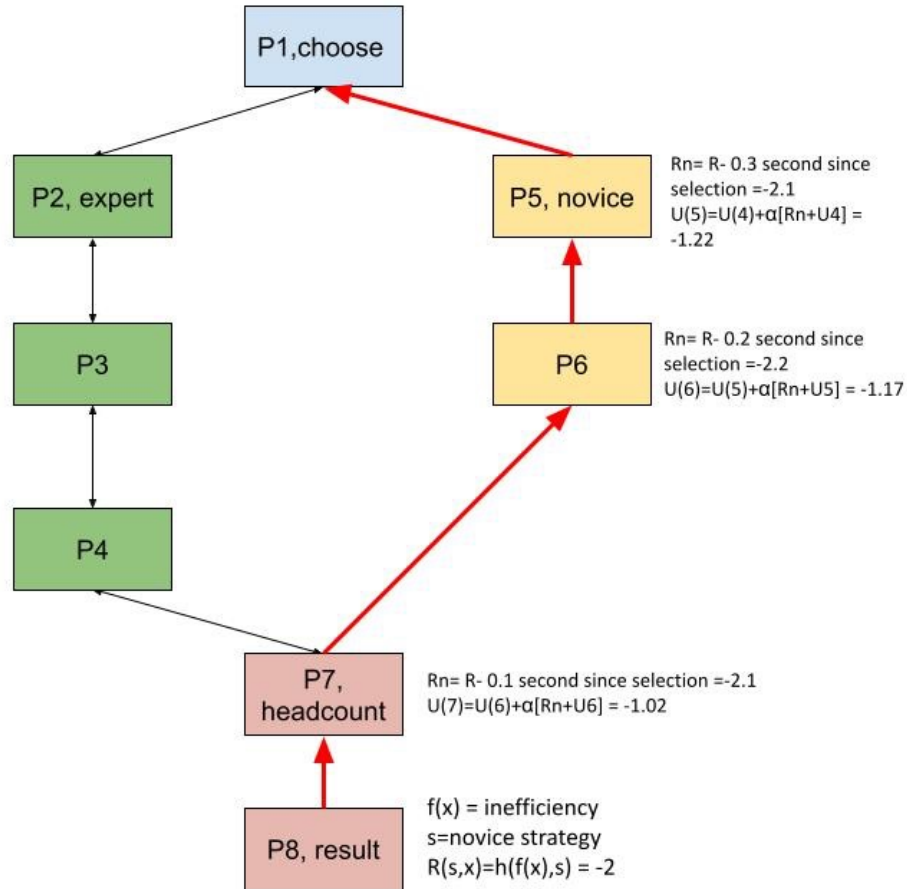 P1,choose
P2, expert
P5, novice
Rn= R- 0.3 second since
selection =-2.1
U(5)=U(4)+α[Rn+U4] =
-1.22
P3
P6
Rn= R- 0.2 second since
selection =-2.2
U(6)=U(5)+α[Rn+U5] = -1.17
P4
P7,
headcount
Rn= R- 0.1 second since selection =-2.1
U(7)=U(6)+α[Rn+U6] = -1.02
P8, result
f(x) = inefficiency
s=novice strategy
R(s,x)=h(f(x),s) = -2